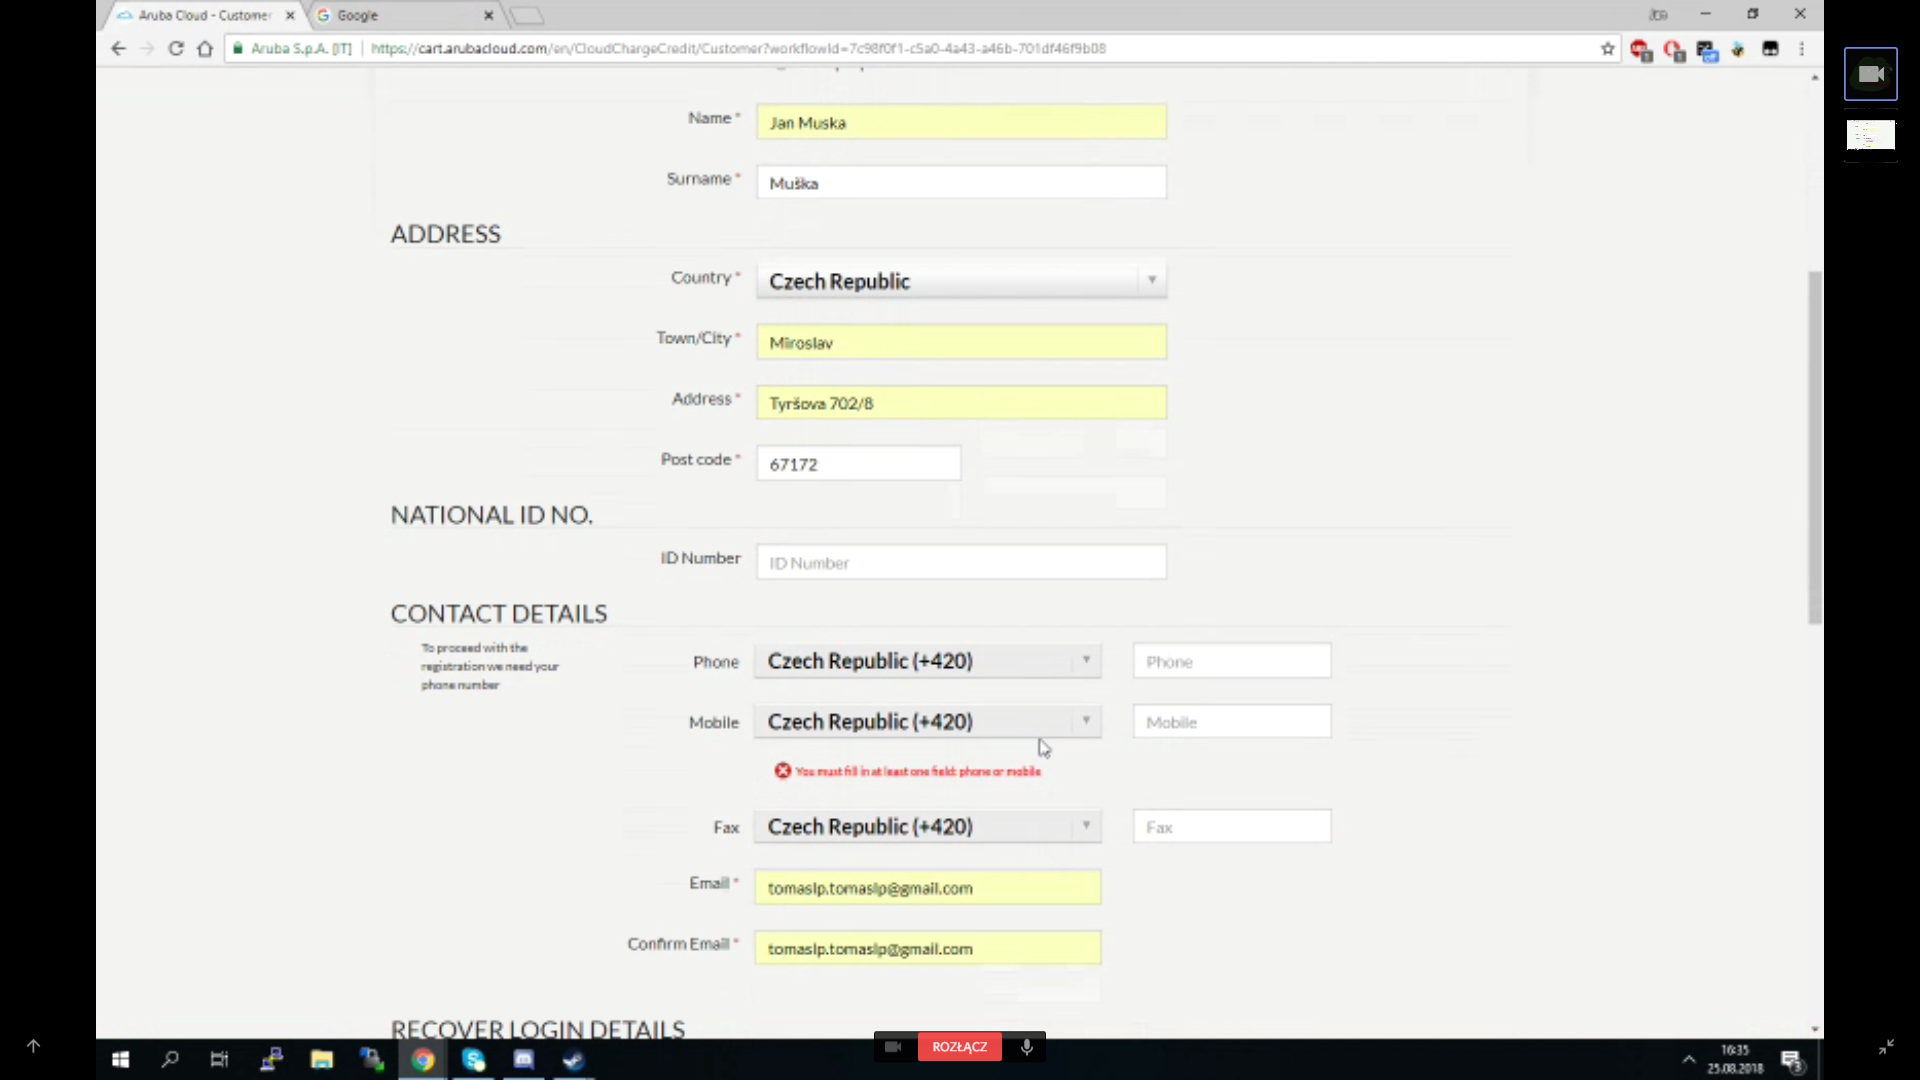 Aruba Cloud - Customer
Google
Aruba S.p.A. [IT] https://cart.arubacloud.com/en/CloudChargeCredit/Customer?workflowId=7c98f0f1-c5a0-4a43-a46b-701df46f9b08
Name * Jan Muska
Surname * Muška
ADDRESS
Country * Czech Republic
Town/City * Miroslav
Address * Tyršova 702/8
Post code * 67172
NATIONAL ID NO.
ID Number ID Number
CONTACT DETAILS
To proceed with the
registration we need your
phone number
Phone Czech Republic (+420) Phone
Mobile Czech Republic (+420) Mobile
You must fill in at least one field: phone or mobile
Fax Czech Republic (+420) Fax
Email * tomaslp.tomaslp@gmail.com
Confirm Email * tomaslp.tomaslp@gmail.com
RECOVER LOGIN DETAILS
ROZŁĄCZ
16:35
25.08.2018